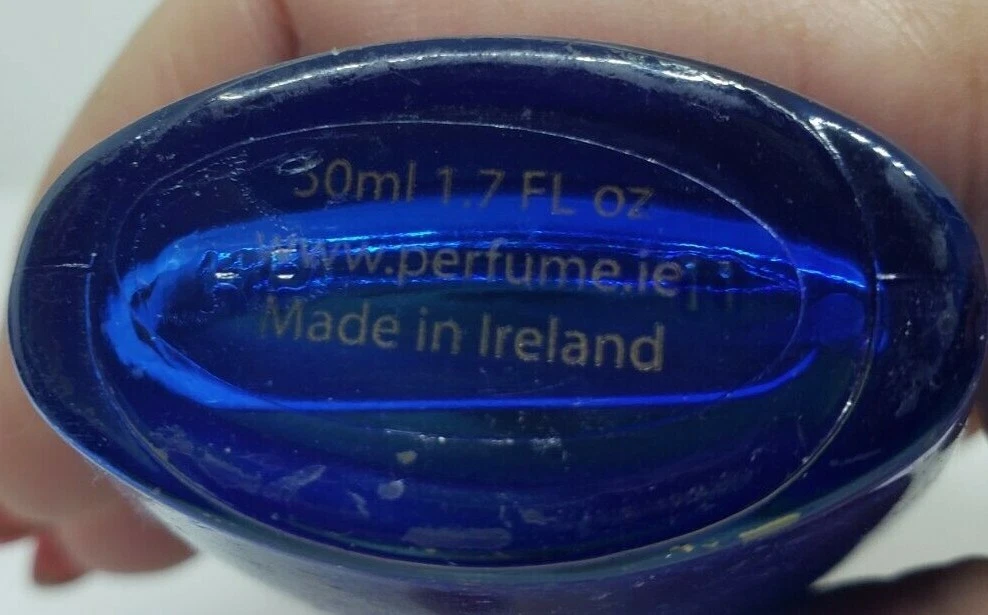 50ml 1.7 FL oz
www.perfume.ie
Made in Ireland